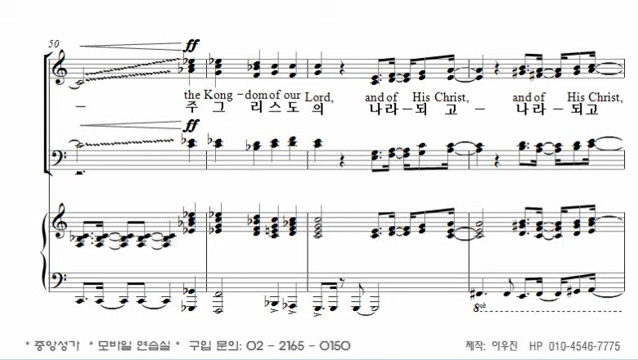 50
ff
the Kong - dom of our Lord, and of His Christ, and of His Christ,
주 그 리 스 도 의 나 라 - 되 고 - 나 라 - 되 고
ff
8vb
* 중앙성가 * 모바일 연습실 * 구입 문의: 02 - 2165 - 0150 제작: 이우진 HP 010-4546-7775